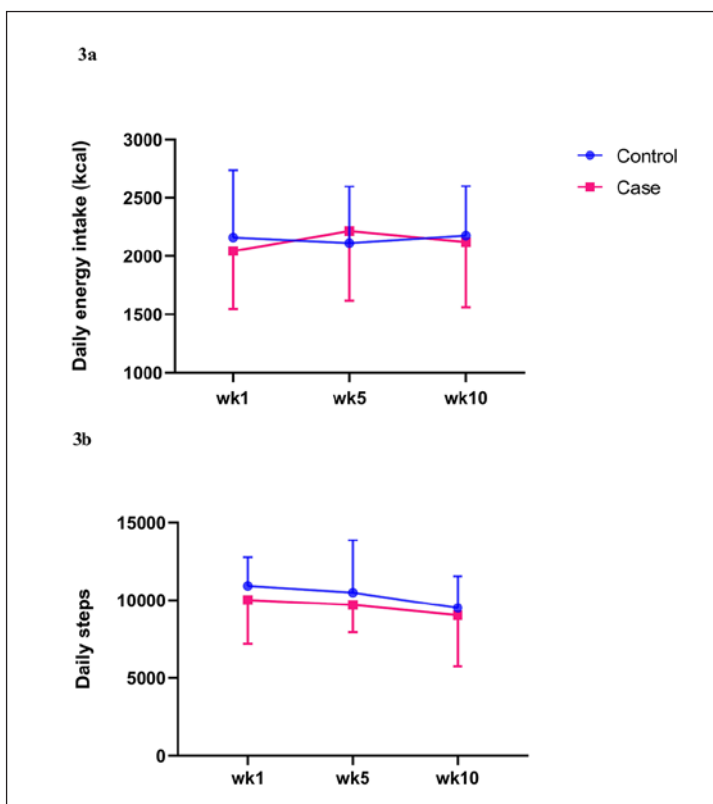 3a
Daily energy intake (kcal)
3000
2500
2000
1500
1000
wk1 wk5 wk10
Control
Case
3b
Daily steps
15000
10000
5000
0
wk1 wk5 wk10